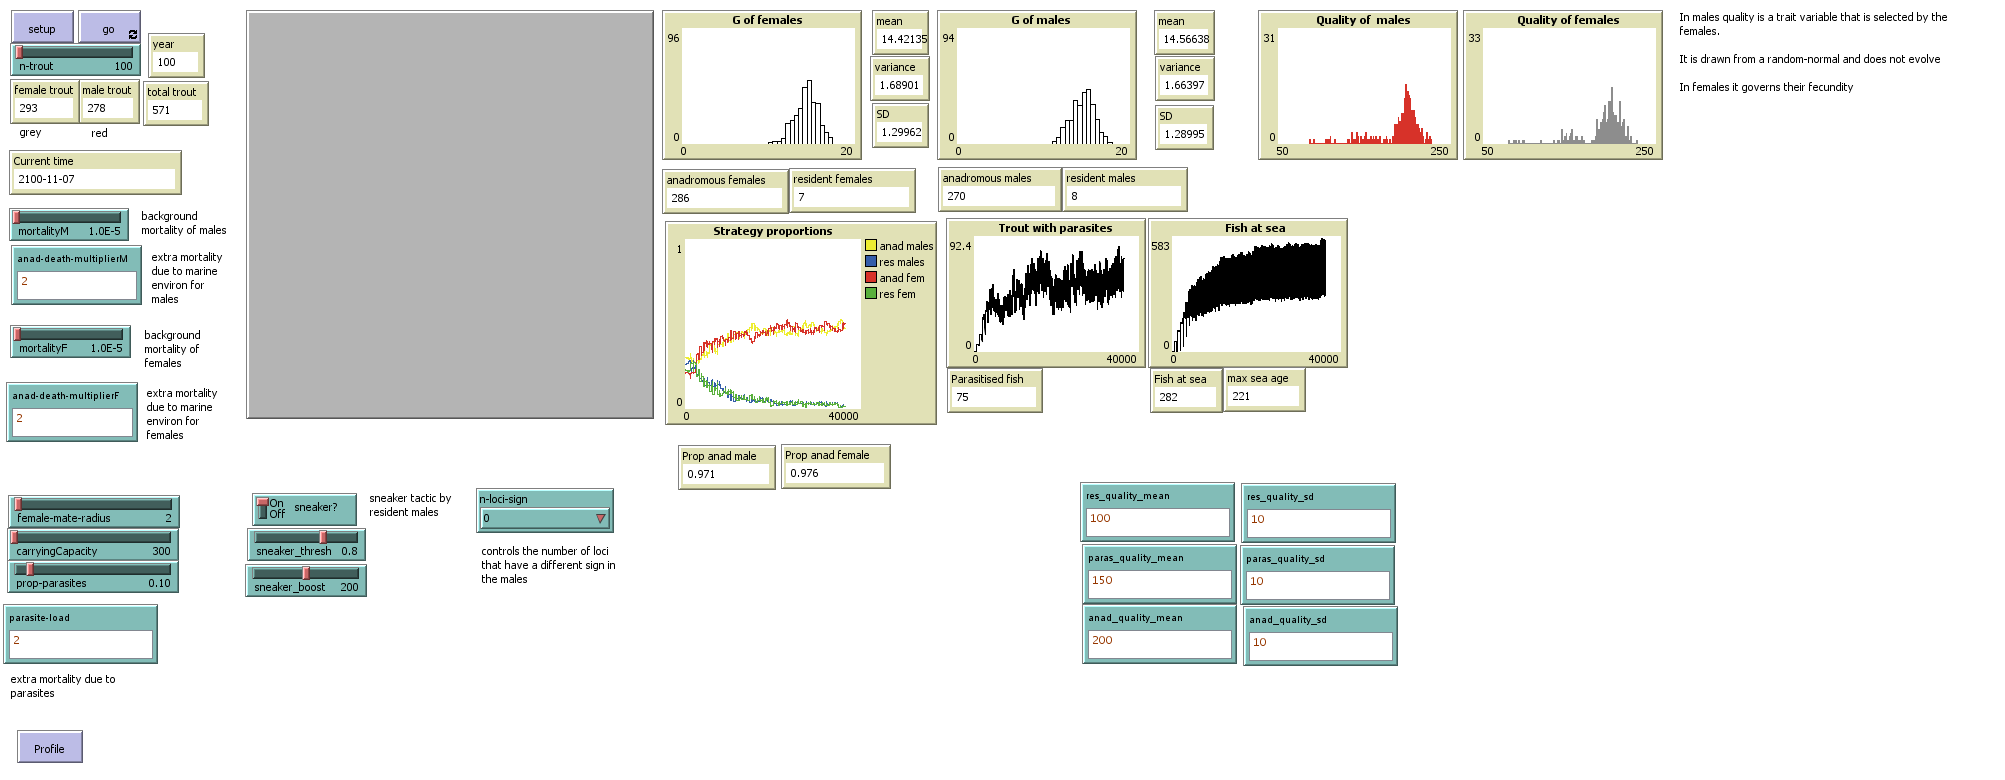 setup
go
n-trout 100
year
100
female trout
293
male trout
278
total trout
571
grey
red
Current time
2100-11-07
mortalityM 1.0E-5
background
mortality of males
anad-death-multiplierM
2
extra mortality
due to marine
environ for
males
mortalityF 1.0E-5
background
mortality of
females
anad-death-multiplierF
2
extra mortality
due to marine
environ for
females
female-mate-radius 2
carryingCapacity 300
prop-parasites 0.10
parasite-load
2
extra mortality due to
parasites
Profile
On
Off
sneaker?
sneaker tactic by
resident males
sneaker_thresh 0.8
sneaker_boost 200
n-loci-sign
0
controls the number of loci
that have a different sign in
the males
G of females
96
0
0 20
mean
14.42135
variance
1.68901
SD
1.29962
G of males
94
0
0 20
mean
14.56638
variance
1.66397
SD
1.28995
Quality of males
31
0
50 250
Quality of females
33
0
50 250
In males quality is a trait variable that is selected by the
females.
It is drawn from a random-normal and does not evolve
In females it governs their fecundity
anadromous females
286
resident females
7
anadromous males
270
resident males
8
Strategy proportions
1
0
0 40000
anad males
res males
anad fem
res fem
Trout with parasites
92.4
0
0 40000
Fish at sea
583
0
0 40000
Parasitised fish
75
Fish at sea
282
max sea age
221
Prop anad male
0.971
Prop anad female
0.976
res_quality_mean
100
res_quality_sd
10
paras_quality_mean
150
paras_quality_sd
10
anad_quality_mean
200
anad_quality_sd
10